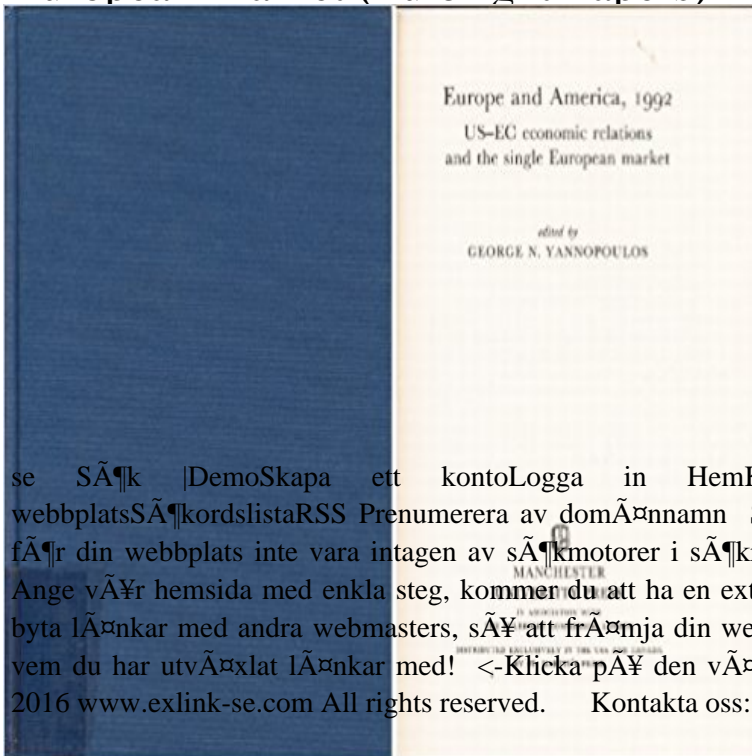 Europe and America, 1992
US–EC economic relations
and the single European market
edited by
GEORGE N. YANNOPOULOS
se SÃ¶k |DemoSkapa ett kontoLogga in
webbplatsSÃ¶kordslistaRSS Prenumerera av domÃ¤nnamn
fÃ¶r din webbplats inte vara intagen av sÃ¶kmotorer i
MANCHESTER
Ange vÃ¥r hemsida med enkla steg, kommer du att ha en
byta lÃ¤nkar med andra webmasters, sÃ¥ att frÃ¤mja din
vem du har utvÃ¤xlat lÃ¤nkar med! <-Klicka pÃ¥ den
2016 www.exlink-se.com All rights reserved. Kontakta oss: